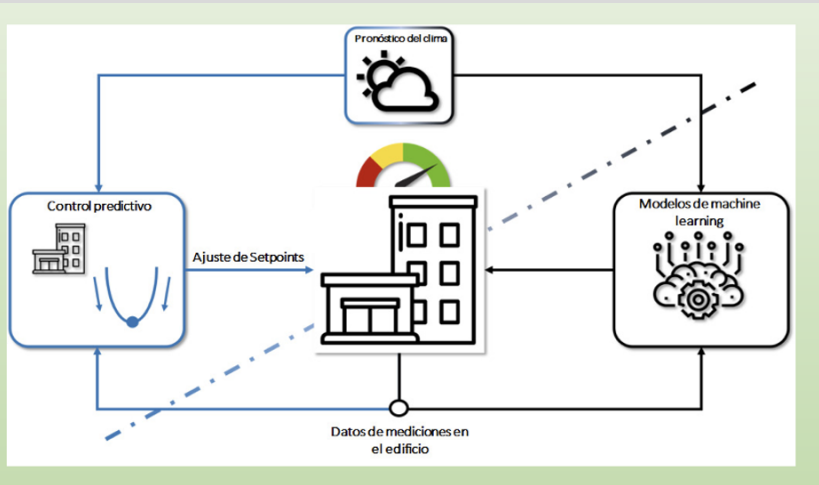 Pronóstico del clima
Control predictivo
Modelos de machine
learning
Ajuste de Setpoints
Datos de mediciones en
el edificio